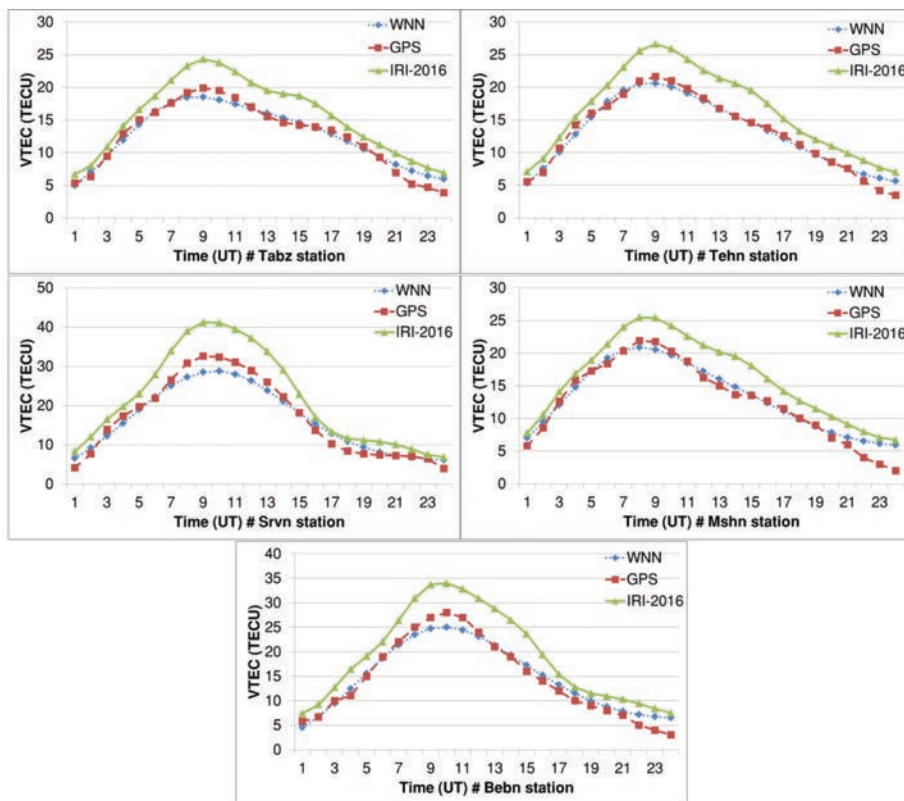 30
25
20
15
10
5
0
VTEC (TECU)
WNN
GPS
IRI-2016
1 3 5 7 9 11 13 15 17 19 21 23
Time (UT) # Tabz station
30
25
20
15
10
5
0
VTEC (TECU)
WNN
GPS
IRI-2016
1 3 5 7 9 11 13 15 17 19 21 23
Time (UT) # Tehn station
50
40
30
20
10
0
VTEC (TECU)
WNN
GPS
IRI-2016
1 3 5 7 9 11 13 15 17 19 21 23
Time (UT) # Srvn station
30
25
20
15
10
5
0
VTEC (TECU)
WNN
GPS
IRI-2016
1 3 5 7 9 11 13 15 17 19 21 23
Time (UT) # Mshn station
40
35
30
25
20
15
10
5
0
VTEC (TECU)
WNN
GPS
IRI-2016
1 3 5 7 9 11 13 15 17 19 21 23
Time (UT) # Bebn station